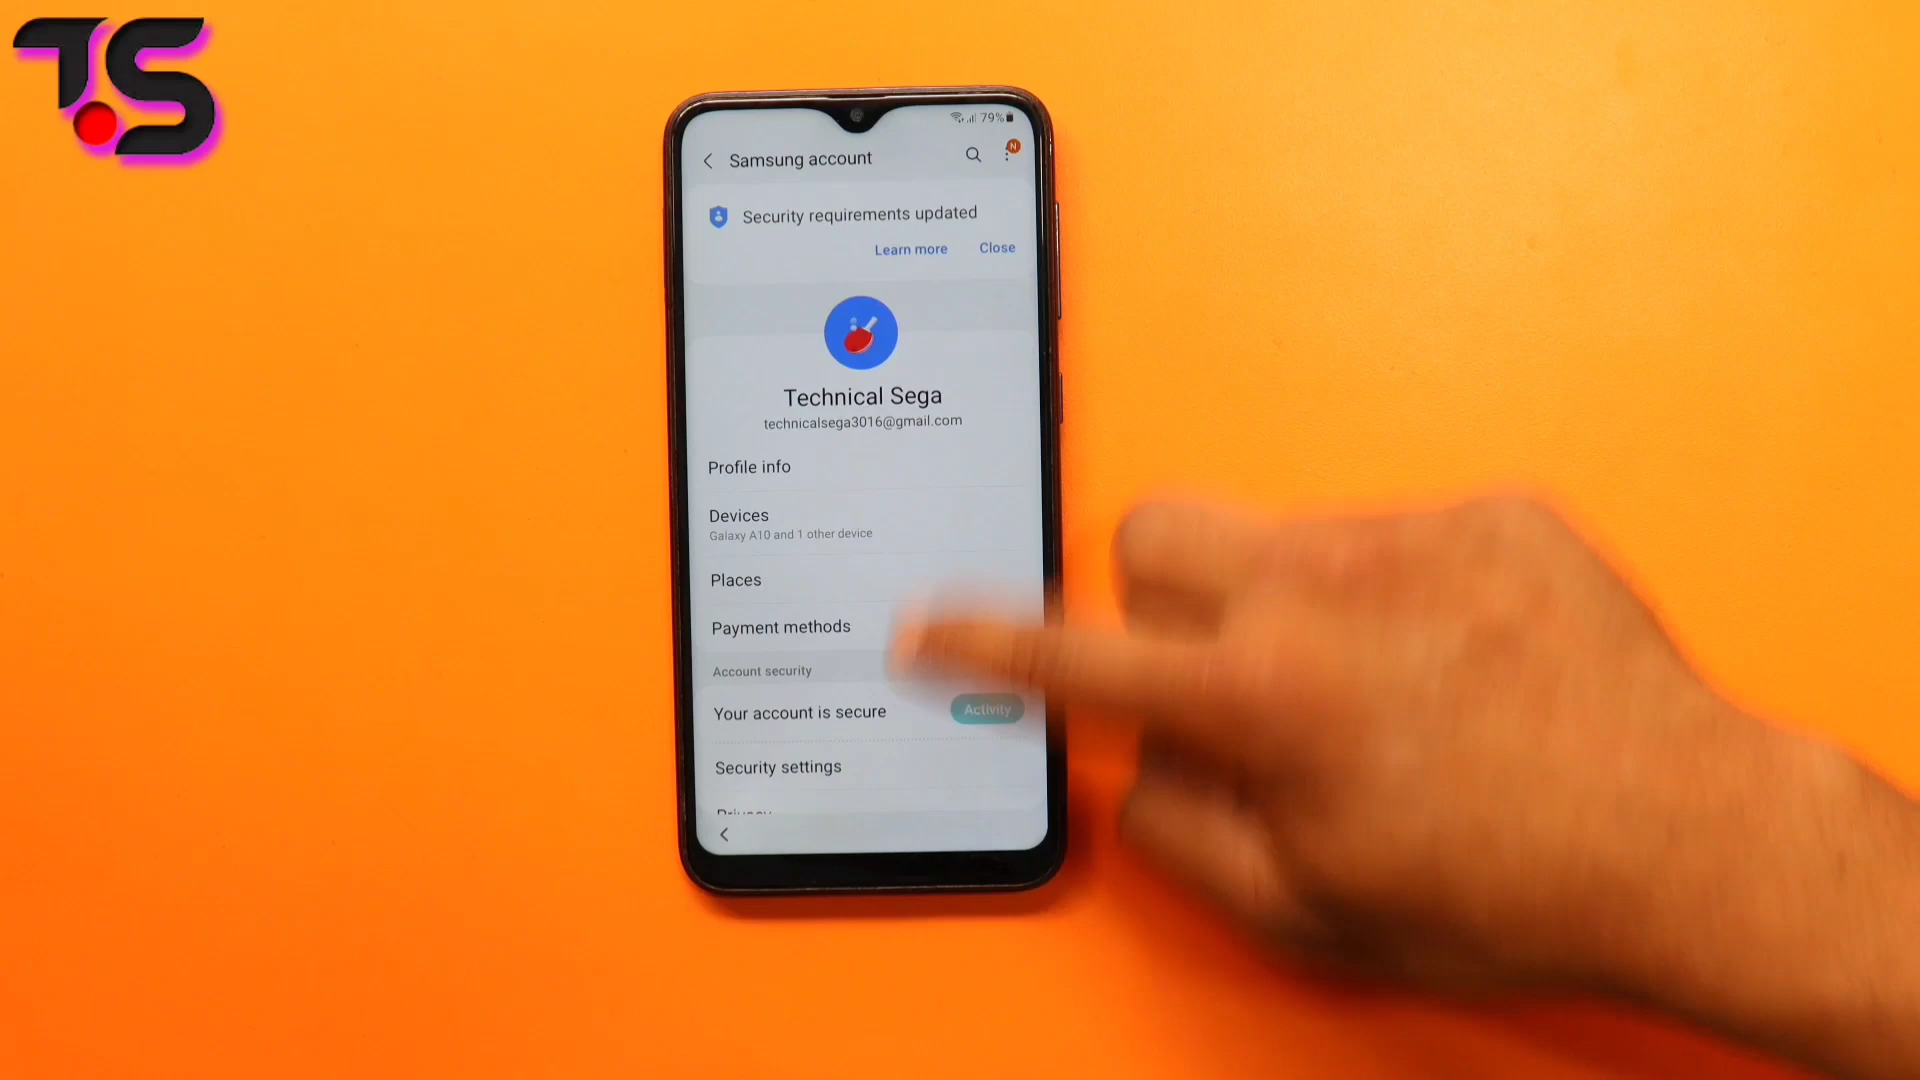 T.S
79%
Samsung account
N
Security requirements updated
Learn more Close
Technical Sega
technicalsega3016@gmail.com
Profile info
Devices
Galaxy A10 and 1 other device
Places
Payment methods
Account security
Your account is secure Activity
Security settings
Privacy